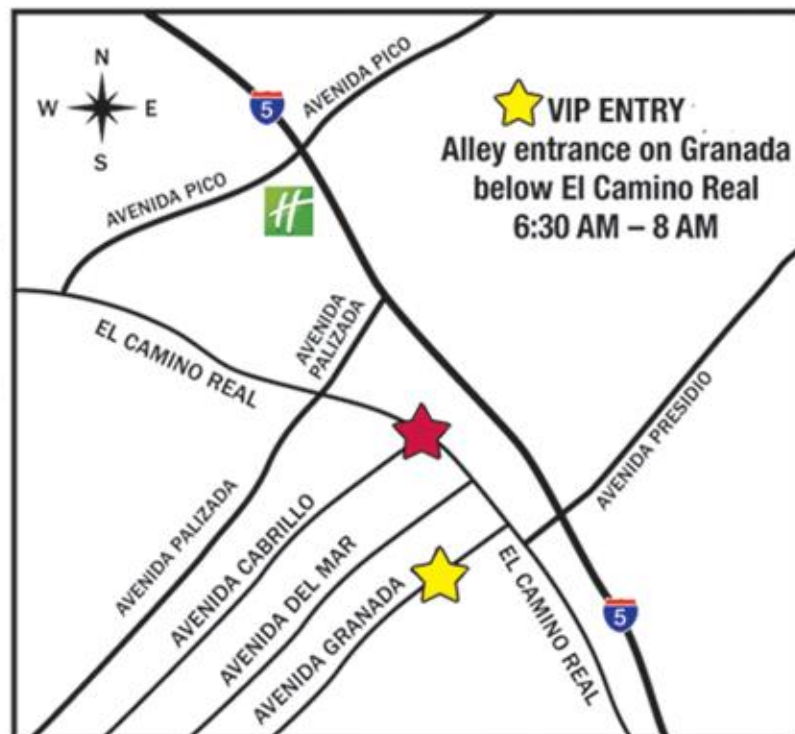 N
W E
S
5
AVENIDA PICO
VIP ENTRY
Alley entrance on Granada
below El Camino Real
6:30 AM – 8 AM
AVENIDA PICO
H
EL CAMINO REAL
AVENIDA
PALIZADA
AVENIDA PRESIDIO
AVENIDA PALIZADA
AVENIDA CABRILLO
AVENIDA DEL MAR
AVENIDA GRANADA
EL CAMINO REAL
5